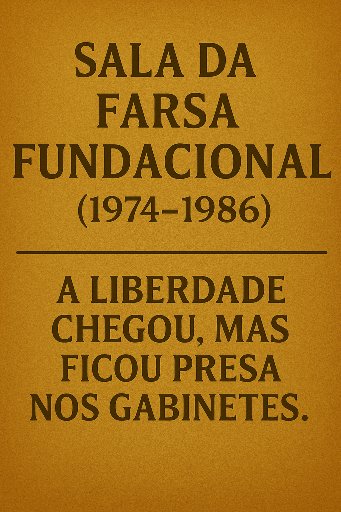 SALA DA
FARSA
FUNDACIONAL
(1974–1986)
A LIBERDADE
CHEGOU, MAS
FICOU PRESA
NOS GABINETES.